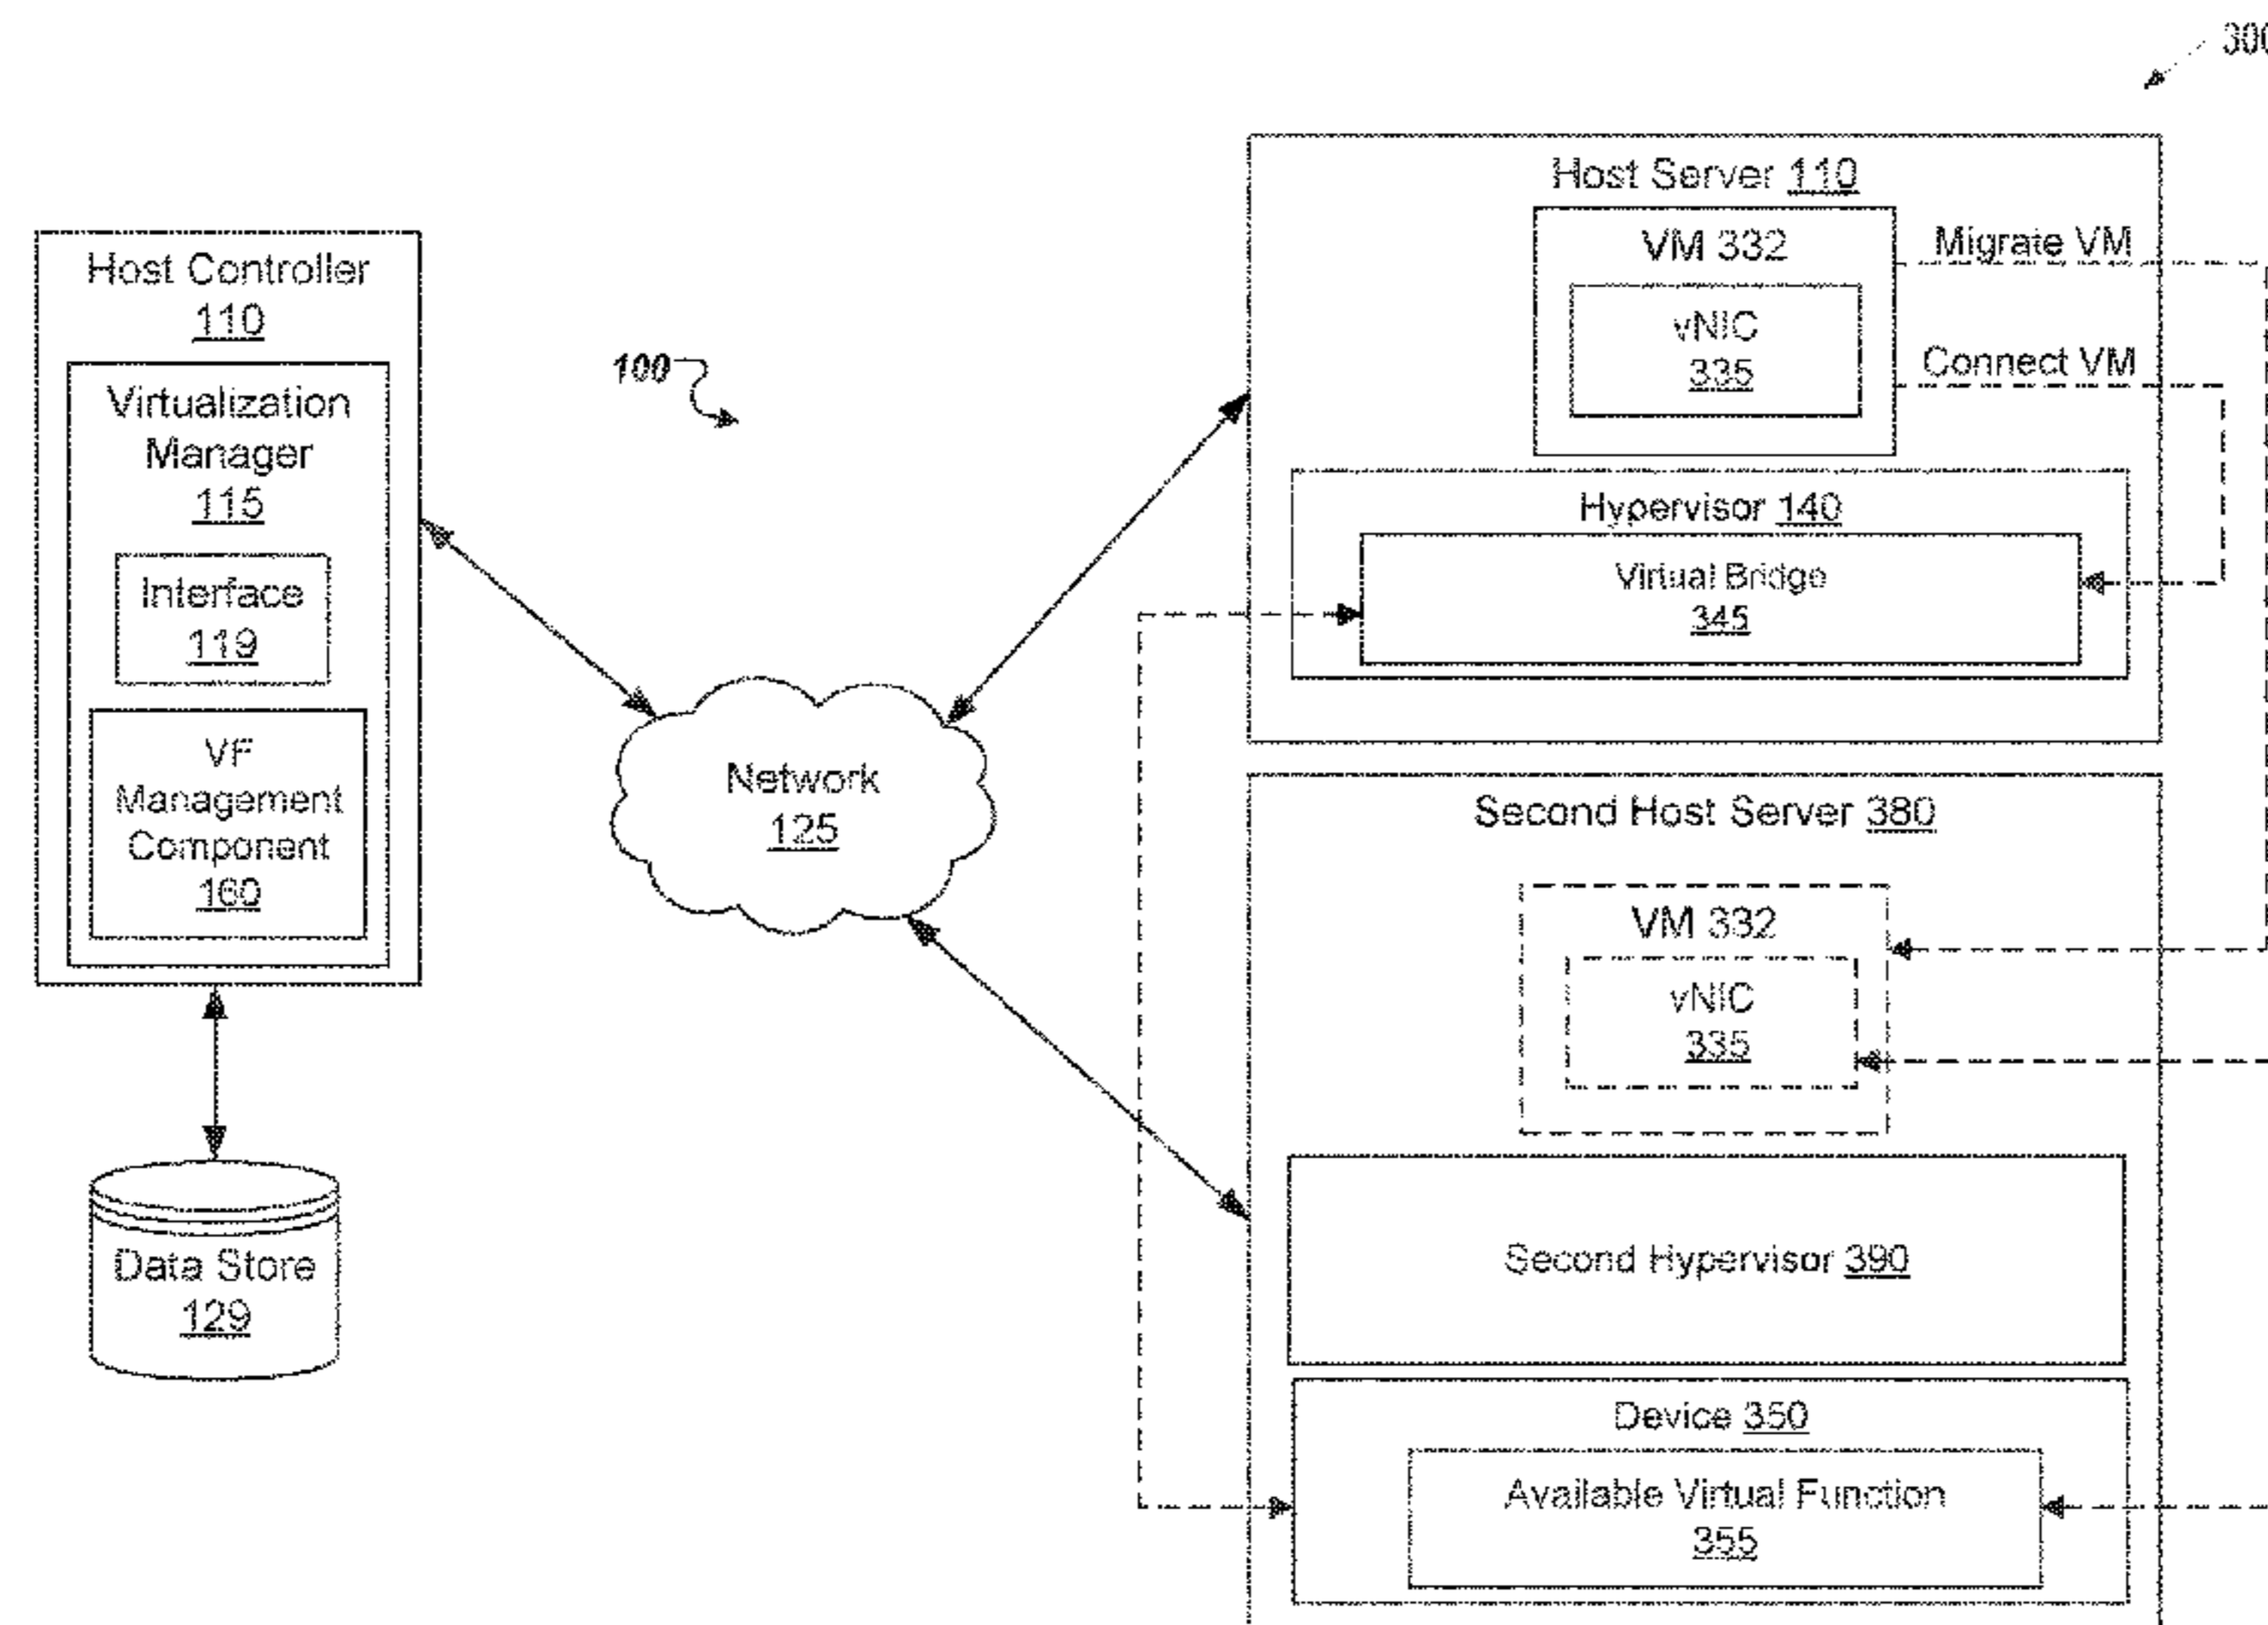 300
Host Controller
110
Virtualization
Manager
115
Interface
119
VF
Management
Component
160
Data Store
129
100
Network
125
Host Server 110
VM 332
vNIC
335
Migrate VM
Connect VM
Hypervisor 140
Virtual Bridge
345
Second Host Server 380
VM 332
vNIC
335
Second Hypervisor 390
Device 350
Available Virtual Function
355